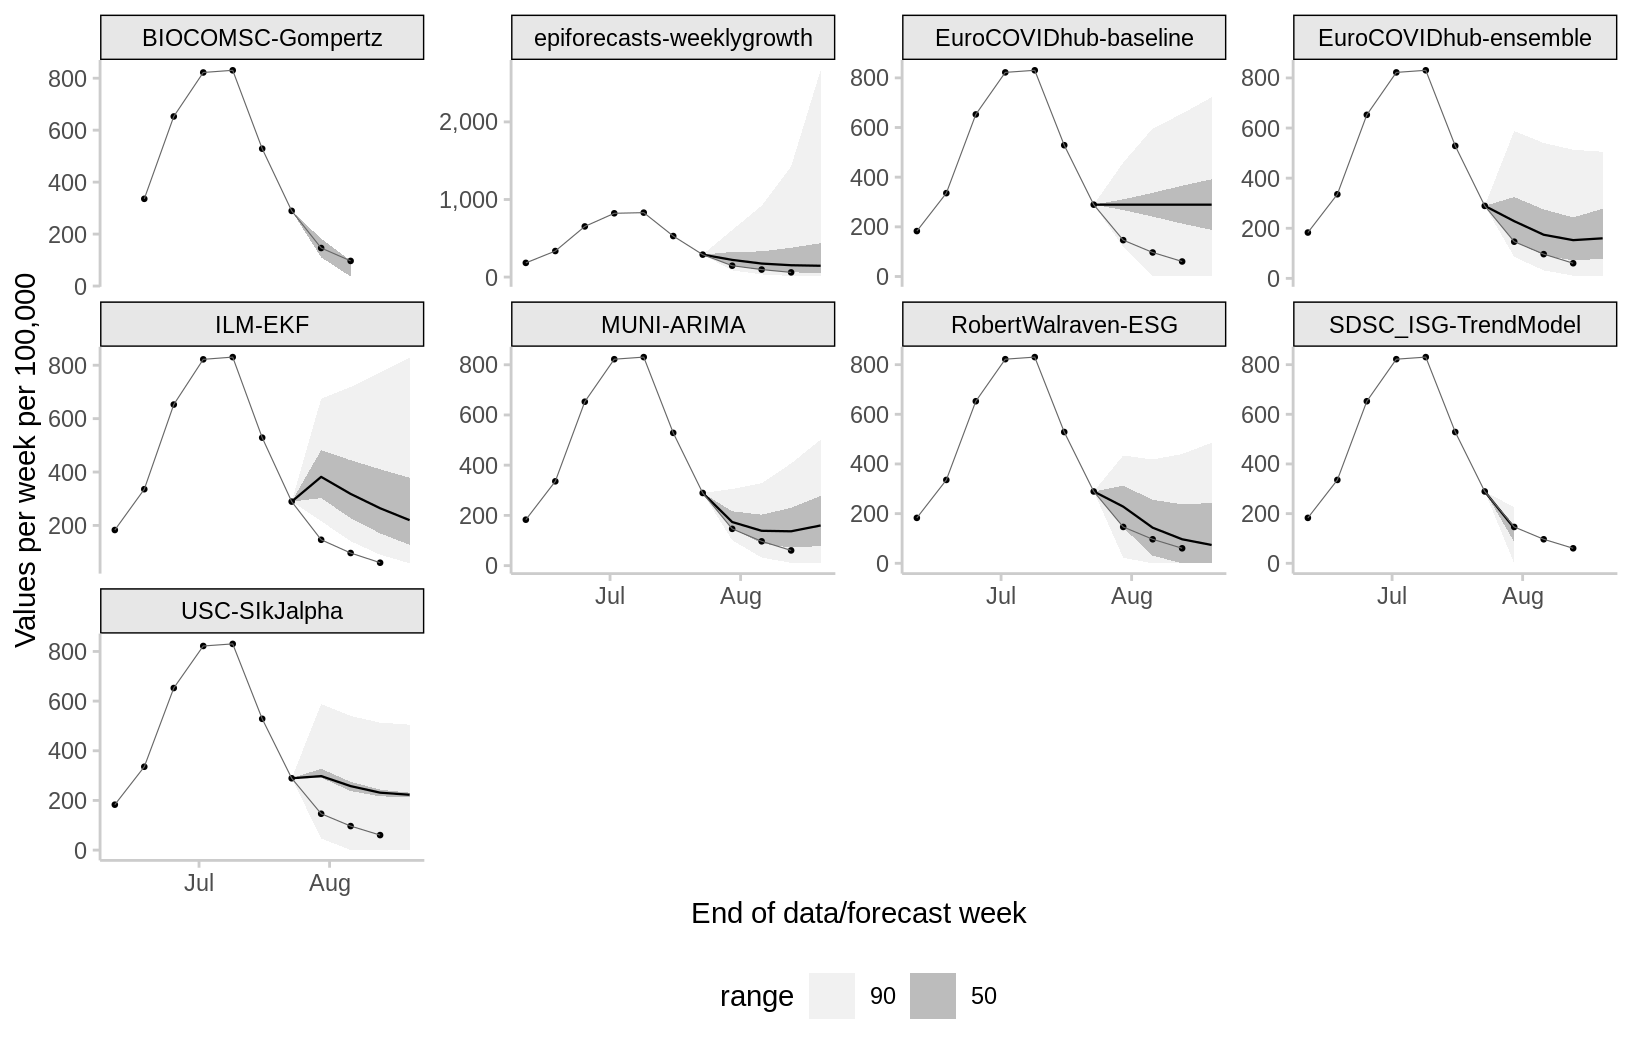 BIOCOMSC-Gompertz
epiforecasts-weeklygrowth
EuroCOVIDhub-baseline
EuroCOVIDhub-ensemble
800
600
400
200
0
2,000
1,000
0
800
600
400
200
0
800
600
400
200
0
Values per week per 100,000
ILM-EKF
MUNI-ARIMA
RobertWalraven-ESG
SDSC_ISG-TrendModel
800
600
400
200
800
600
400
200
0
800
600
400
200
0
800
600
400
200
0
Jul Aug
Jul Aug
Jul Aug
USC-SIkJalpha
800
600
400
200
0
Jul Aug
End of data/forecast week
range 90 50